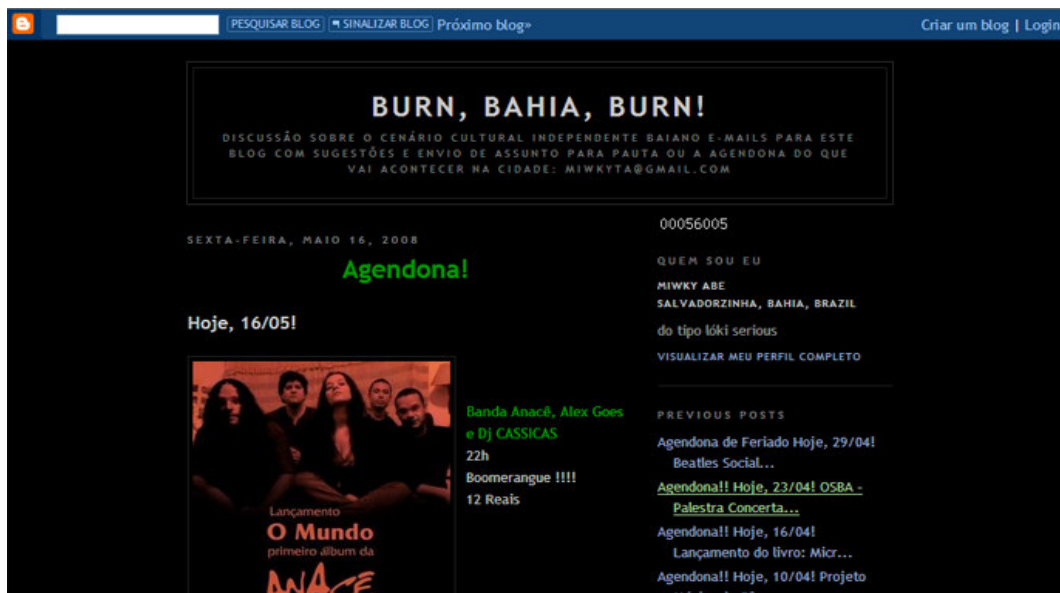 PESQUISAR BLOG SINALIZAR BLOG Próximo blog» Criar um blog | Login
BURN, BAHIA, BURN!
DISCUSSÃO SOBRE O CENÁRIO CULTURAL INDEPENDENTE BAIANO E-MAILS PARA ESTE
BLOG COM SUGESTÕES E ENVIO DE ASSUNTO PARA PAUTA OU A AGENDONA DO QUE
VAI ACONTECER NA CIDADE: MIWKYTA@GMAIL.COM
SEXTA-FEIRA, MAIO 16, 2008
Agendona!
Hoje, 16/05!
Lançamento
O Mundo
primeiro álbum da
ANACÊ
Banda Anacê, Alex Goes
e Dj CASSICAS
22h
Boomerangue !!!!
12 Reais
00056005
QUEM SOU EU
MIWKY ABE
SALVADORZINHA, BAHIA, BRAZIL
do tipo lóki serious
VISUALIZAR MEU PERFIL COMPLETO
PREVIOUS POSTS
Agendona de Feriado Hoje, 29/04!
Beatles Social...
Agendona!! Hoje, 23/04! OSBA -
Palestra Concerta...
Agendona!! Hoje, 16/04!
Lançamento do livro: Micr...
Agendona!! Hoje, 10/04! Projeto